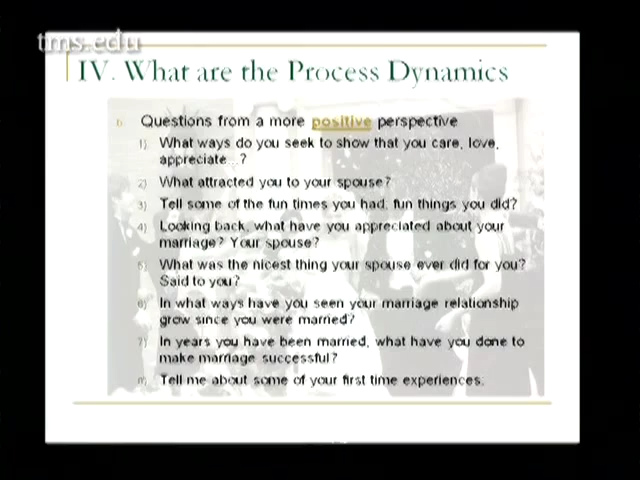 tms.edu
IV. What are the Process Dynamics
b. Questions from a more positive perspective
1) What ways do you seek to show that you care, love,
appreciate...?
2) What attracted you to your spouse?
3) Tell some of the fun times you had, fun things you did?
4) Looking back, what have you appreciated about your
marriage? Your spouse?
5) What was the nicest thing your spouse ever did for you?
Said to you?
6) In what ways have you seen your marriage relationship
grow since you were married?
7) In years you have been married, what have you done to
make marriage successful?
8) Tell me about some of your first time experiences.